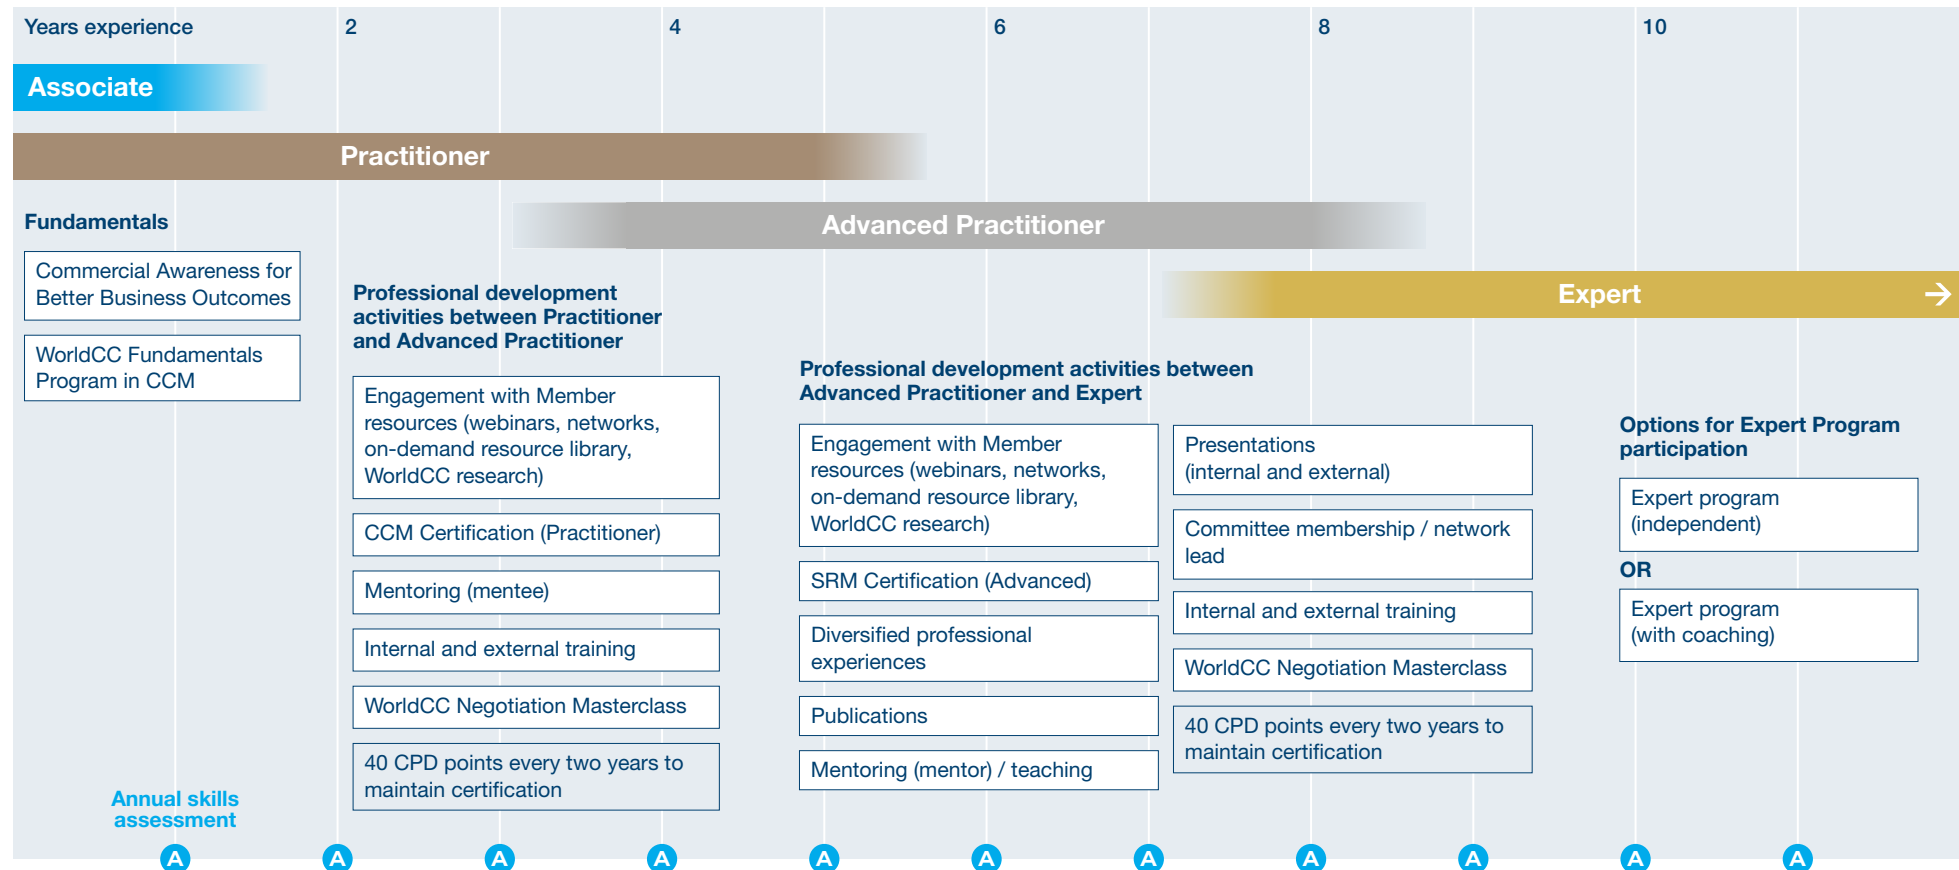 Years experience
2
4
6
8
10
Associate
Practitioner
Advanced Practitioner
Expert
Fundamentals
Commercial Awareness for
Better Business Outcomes
WorldCC Fundamentals
Program in CCM
Professional development
activities between Practitioner
and Advanced Practitioner
Engagement with Member
resources (webinars, networks,
on-demand resource library,
WorldCC research)
CCM Certification (Practitioner)
Mentoring (mentee)
Internal and external training
WorldCC Negotiation Masterclass
40 CPD points every two years to
maintain certification
Professional development activities between
Advanced Practitioner and Expert
Engagement with Member
resources (webinars, networks,
on-demand resource library,
WorldCC research)
SRM Certification (Advanced)
Diversified professional
experiences
Publications
Mentoring (mentor) / teaching
Presentations
(internal and external)
Committee membership / network
lead
Internal and external training
WorldCC Negotiation Masterclass
40 CPD points every two years to
maintain certification
Options for Expert Program
participation
Expert program
(independent)
OR
Expert program
(with coaching)
Annual skills
assessment
A
A
A
A
A
A
A
A
A
A
A